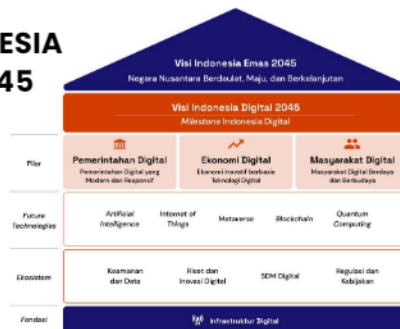 ESIA
45
Visi Indonesia Emas 2045
Negara Nusantara Berdaulat, Maju, dan Berkelanjutan
Visi Indonesia Digital 2045
Milestone Indonesia Digital
Pilar
Pemerintahan Digital
Pemerintahan Digital yang
Modern dan Responsif
Ekonomi Digital
Ekonomi Inovatif berbasis
Teknologi Digital
Masyarakat Digital
Masyarakat Digital Berdaya
dan Berbudaya
Future
Technologies
Artificial
Intelligence
Internet of
Things
Metaverse
Blockchain
Quantum
Computing
Ekosistem
Keamanan
dan Data
Riset dan
Inovasi Digital
SDM Digital
Regulasi dan
Kebijakan
Fondasi
Infrastruktur Digital